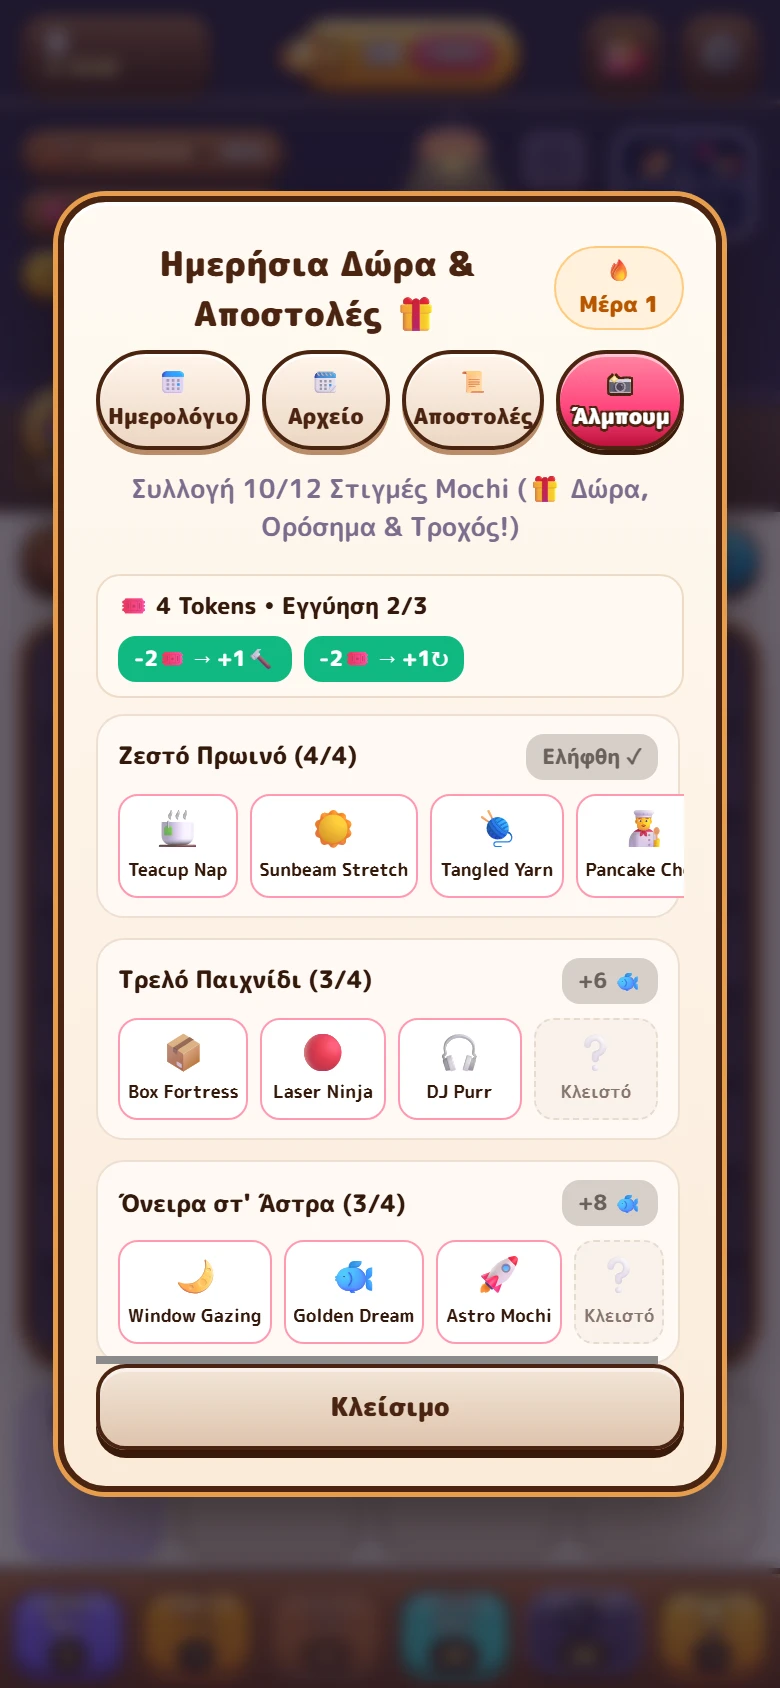 Ημερήσια Δώρα &
Αποστολές 🎁
🔥
Μέρα 1
Ημερολόγιο
Αρχείο
Αποστολές
Άλμπουμ
Συλλογή 10/12 Στιγμές Mochi (🎁 Δώρα,
Ορόσημα & Τροχός!)
🎟️ 4 Tokens • Εγγύηση 2/3
-2🎟️ → +1🔨
-2🎟️ → +1↻
Ζεστό Πρωινό (4/4)
Ελήφθη ✓
Teacup Nap
Sunbeam Stretch
Tangled Yarn
Pancake Ch
Τρελό Παιχνίδι (3/4)
+6 🐟
Box Fortress
Laser Ninja
DJ Purr
❔
Κλειστό
Όνειρα στ' Άστρα (3/4)
+8 🐟
Window Gazing
Golden Dream
Astro Mochi
❔
Κλειστό
Κλείσιμο